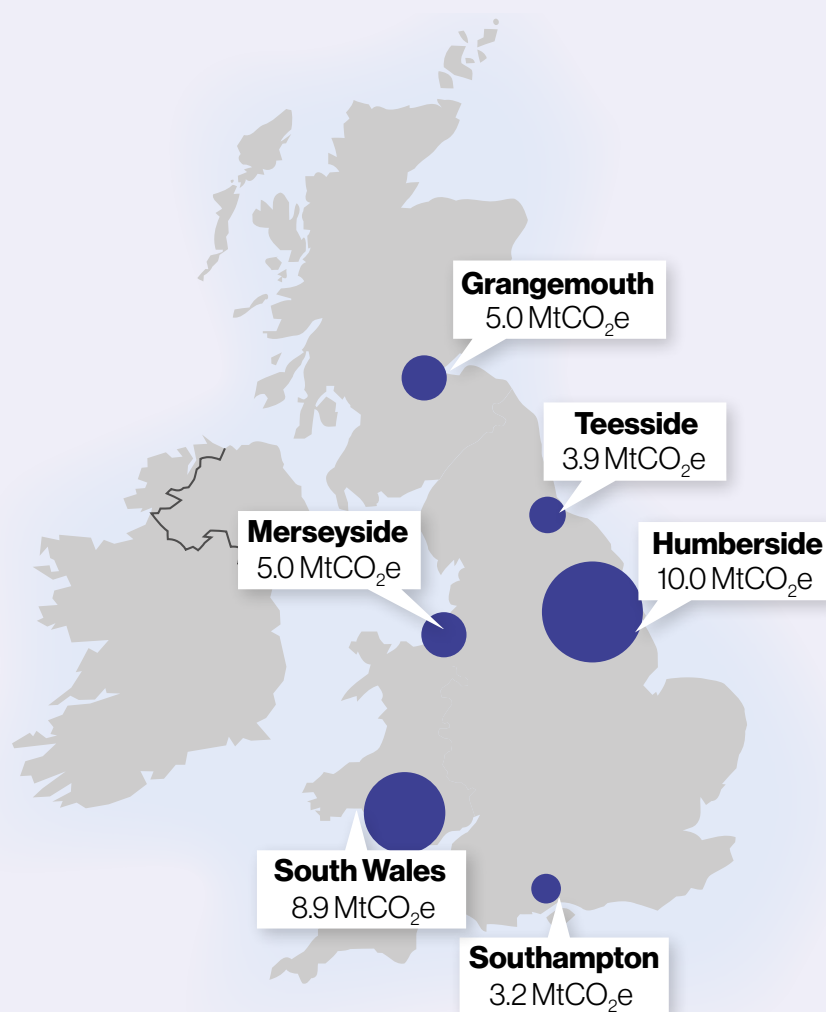 Grangemouth
5.0 MtCO₂e
Teesside
3.9 MtCO₂e
Merseyside
5.0 MtCO₂e
Humberside
10.0 MtCO₂e
South Wales
8.9 MtCO₂e
Southampton
3.2 MtCO₂e